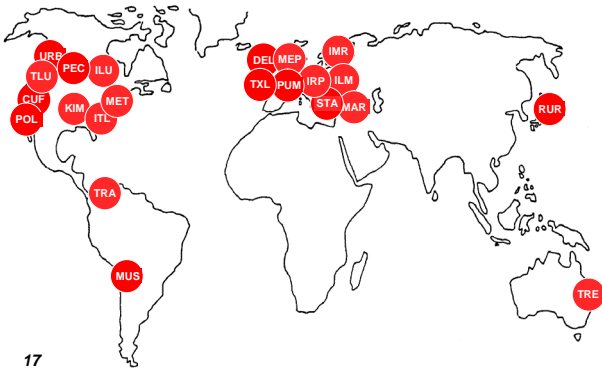 URB
PEC
ILU
TLU
CUF
KIM
MET
ITL
POL
DEL
MEP
IMR
TXL
PUM
IRP
ILM
STA
MAR
RUR
TRA
MUS
TRE
17